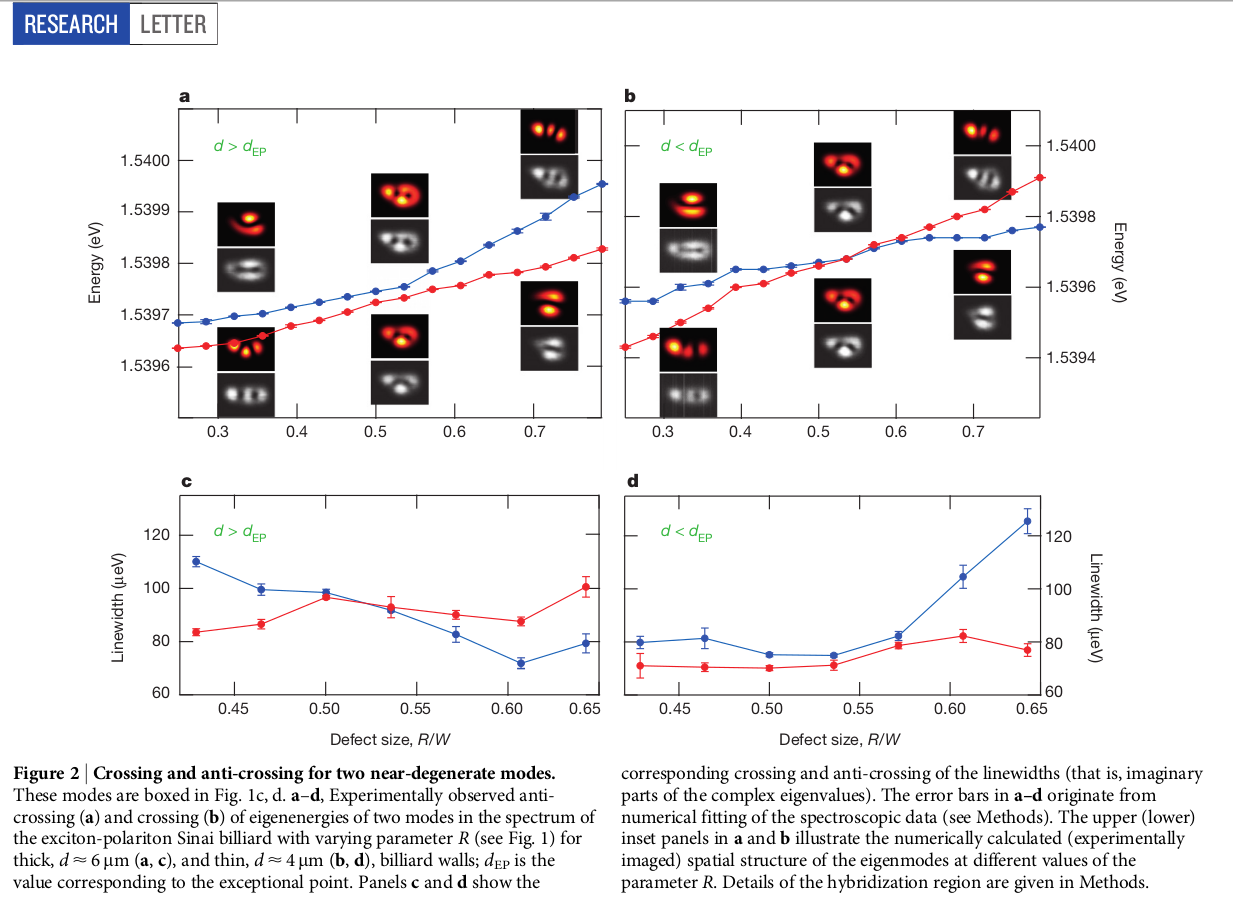 RESEARCH LETTER
a
d > dEP
1.5400
1.5399
1.5398
1.5397
1.5396
Energy (eV)
0.3 0.4 0.5 0.6 0.7
b
d < dEP
1.5400
1.5398
1.5396
1.5394
Energy (eV)
0.3 0.4 0.5 0.6 0.7
c
d > dEP
120
100
80
60
Linewidth (μeV)
0.45 0.50 0.55 0.60 0.65
Defect size, R/W
d
d < dEP
120
100
80
60
Linewidth (μeV)
0.45 0.50 0.55 0.60 0.65
Defect size, R/W
Figure 2 | Crossing and anti-crossing for two near-degenerate modes.
These modes are boxed in Fig. 1c, d. a–d, Experimentally observed anti-
crossing (a) and crossing (b) of eigenenergies of two modes in the spectrum of
the exciton-polariton Sinai billiard with varying parameter R (see Fig. 1) for
thick, d ≈ 6 μm (a, c), and thin, d ≈ 4 μm (b, d), billiard walls; dEP is the
value corresponding to the exceptional point. Panels c and d show the
corresponding crossing and anti-crossing of the linewidths (that is, imaginary
parts of the complex eigenvalues). The error bars in a–d originate from
numerical fitting of the spectroscopic data (see Methods). The upper (lower)
inset panels in a and b illustrate the numerically calculated (experimentally
imaged) spatial structure of the eigenmodes at different values of the
parameter R. Details of the hybridization region are given in Methods.